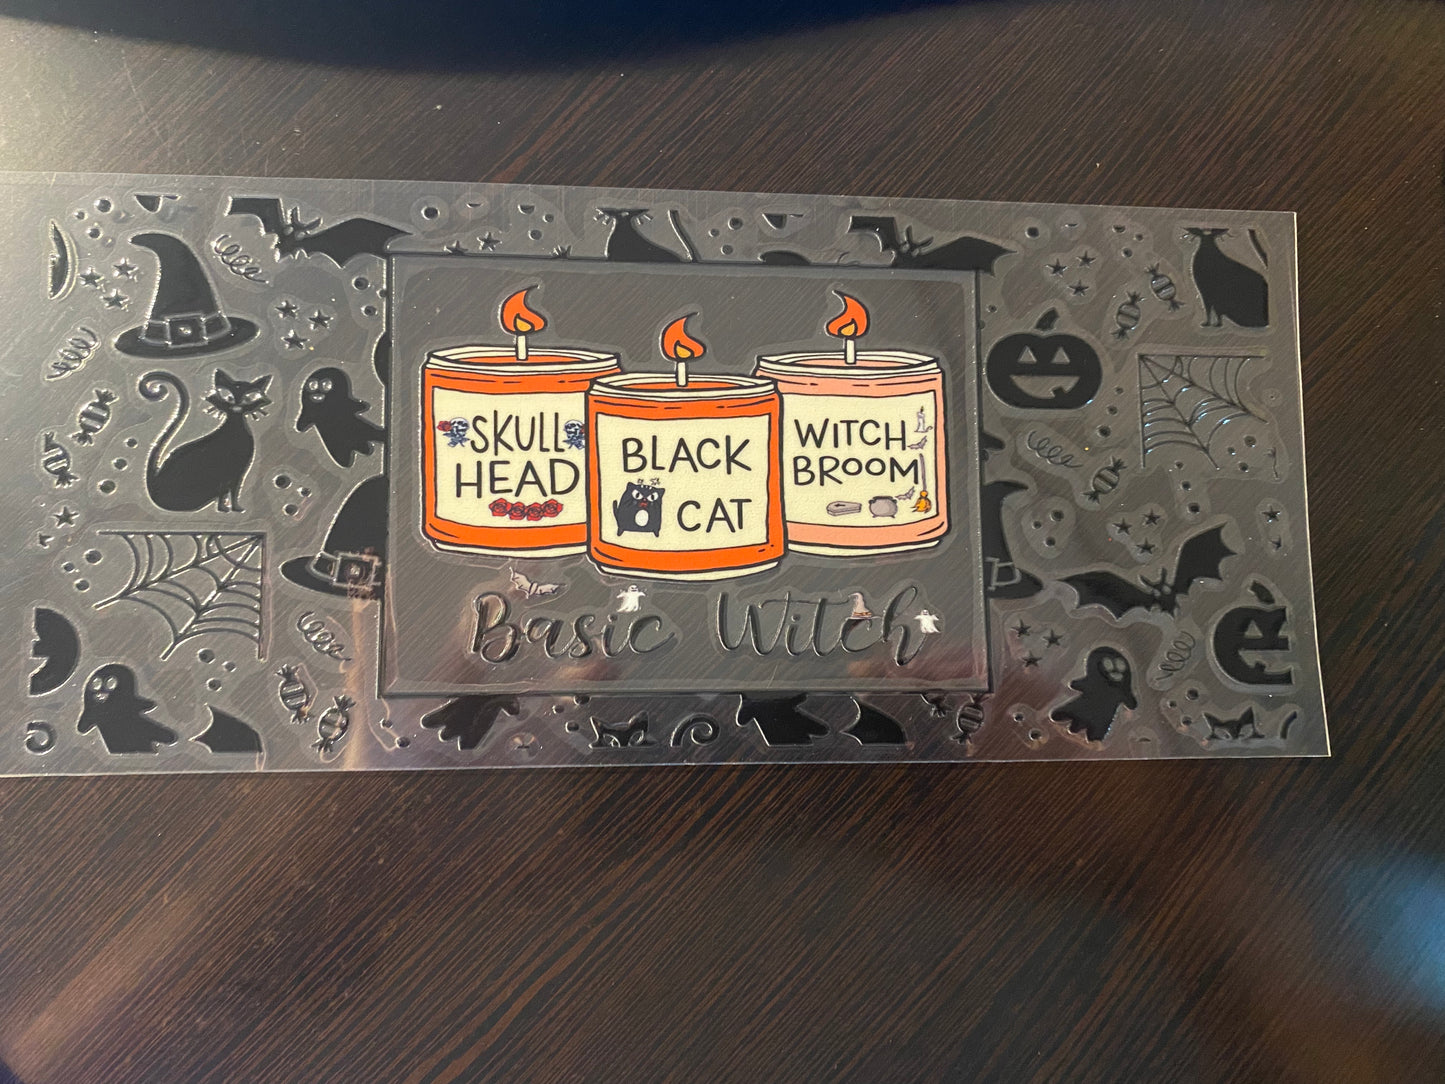 SKULL
HEAD
BLACK
CAT
WITCH
BROOM
Basic Witch